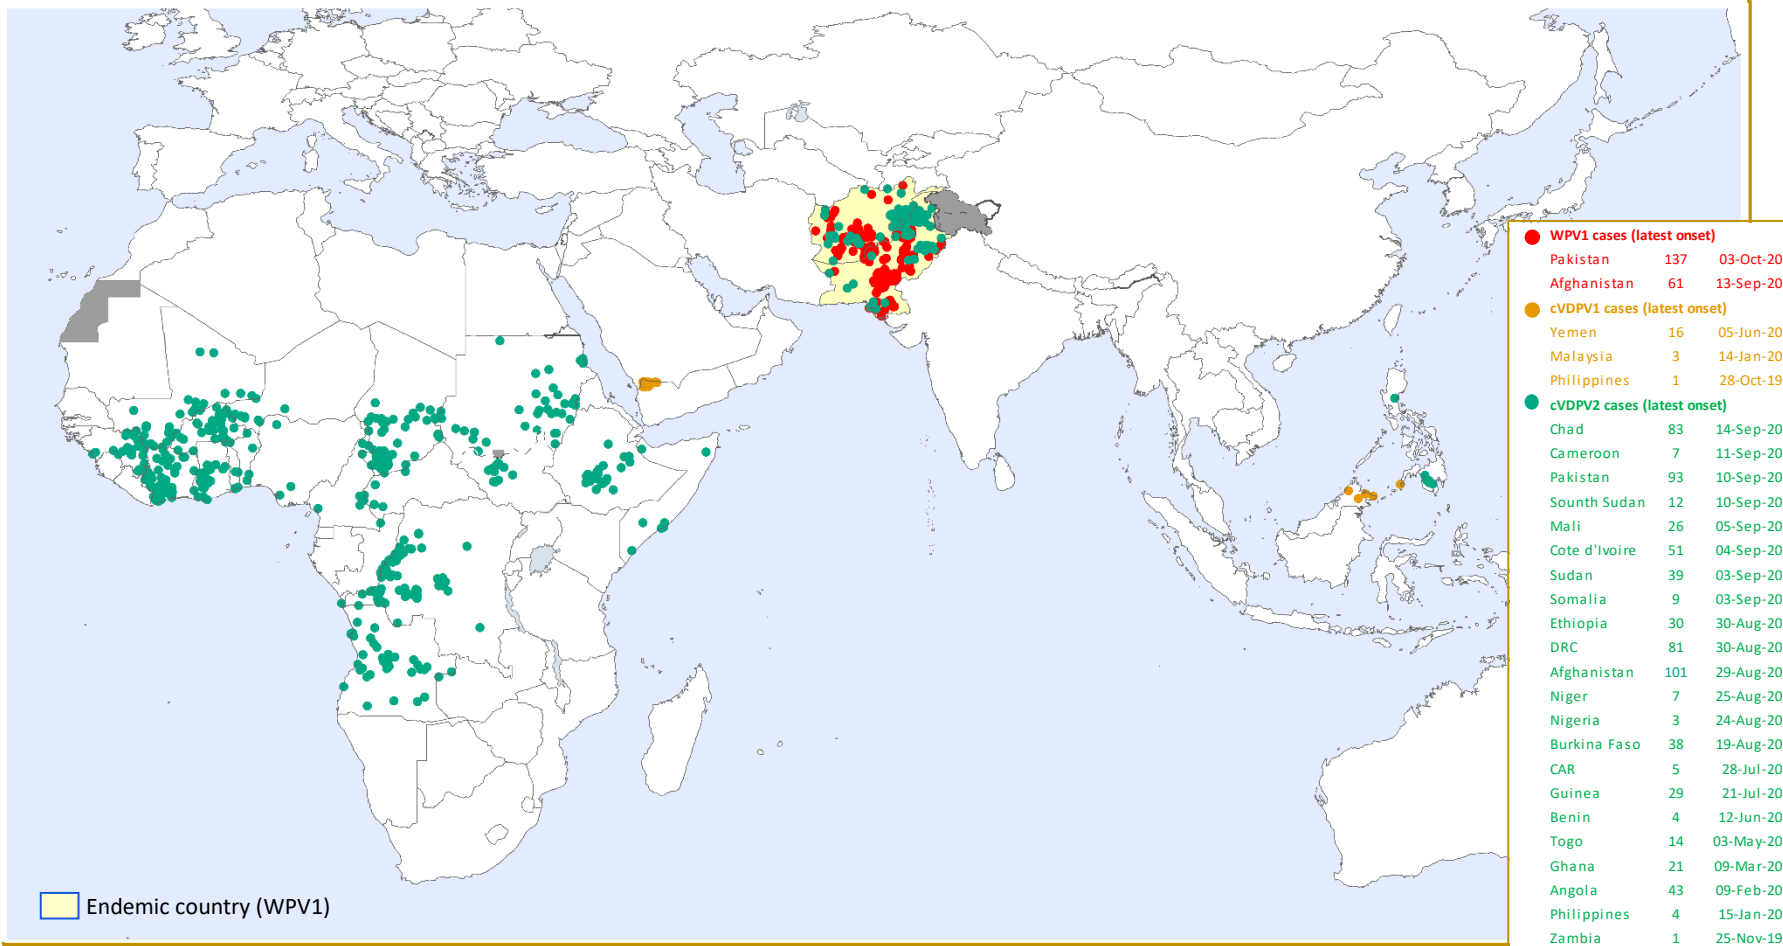 WPV1 cases (latest onset)
Pakistan 137 03-Oct-20
Afghanistan 61 13-Sep-20
cVDPV1 cases (latest onset)
Yemen 16 05-Jun-20
Malaysia 3 14-Jan-20
Philippines 1 28-Oct-19
cVDPV2 cases (latest onset)
Chad 83 14-Sep-20
Cameroon 7 11-Sep-20
Pakistan 93 10-Sep-20
Sounth Sudan 12 10-Sep-20
Mali 26 05-Sep-20
Cote d'Ivoire 51 04-Sep-20
Sudan 39 03-Sep-20
Somalia 9 03-Sep-20
Ethiopia 30 30-Aug-20
DRC 81 30-Aug-20
Afghanistan 101 29-Aug-20
Niger 7 25-Aug-20
Nigeria 3 24-Aug-20
Burkina Faso 38 19-Aug-20
CAR 5 28-Jul-20
Guinea 29 21-Jul-20
Benin 4 12-Jun-20
Togo 14 03-May-20
Ghana 21 09-Mar-20
Angola 43 09-Feb-20
Philippines 4 15-Jan-20
Zambia 1 25-Nov-19
Endemic country (WPV1)